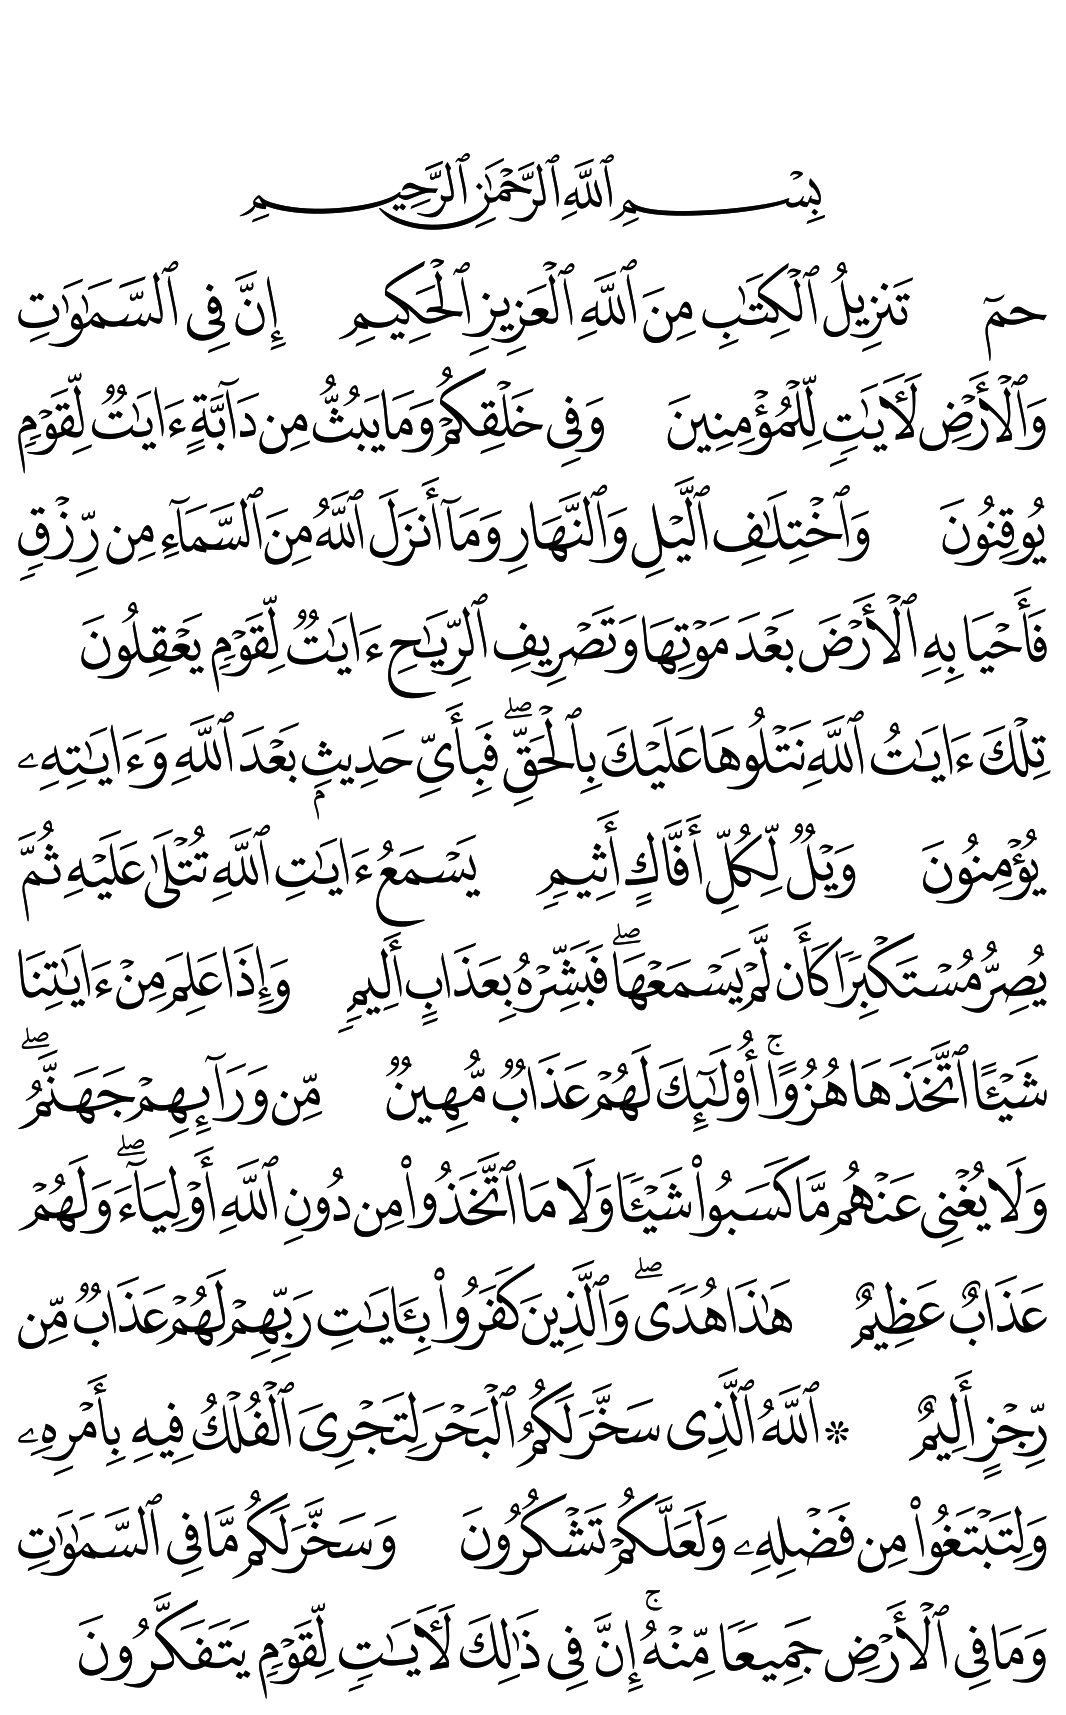 بِسْمِ ٱللَّهِ ٱلرَّحْمَٰنِ ٱلرَّحِيمِ
حمٓ تَنزِيلُ ٱلْكِتَٰبِ مِنَ ٱللَّهِ ٱلْعَزِيزِ ٱلْحَكِيمِ إِنَّ فِى ٱلسَّمَٰوَٰتِ
وَٱلْأَرْضِ لَـَٔايَٰتٍ لِّلْمُؤْمِنِينَ وَفِى خَلْقِكُمْ وَمَا يَبُثُّ مِن دَآبَّةٍ ءَايَٰتٌ لِّقَوْمٍ
يُوقِنُونَ وَٱخْتِلَٰفِ ٱلَّيْلِ وَٱلنَّهَارِ وَمَآ أَنزَلَ ٱللَّهُ مِنَ ٱلسَّمَآءِ مِن رِّزْقٍ
فَأَحْيَا بِهِ ٱلْأَرْضَ بَعْدَ مَوْتِهَا وَتَصْرِيفِ ٱلرِّيَٰحِ ءَايَٰتٌ لِّقَوْمٍ يَعْقِلُونَ
تِلْكَ ءَايَٰتُ ٱللَّهِ نَتْلُوهَا عَلَيْكَ بِٱلْحَقِّ ۖ فَبِأَىِّ حَدِيثٍۭ بَعْدَ ٱللَّهِ وَءَايَٰتِهِۦ
يُؤْمِنُونَ وَيْلٌ لِّكُلِّ أَفَّاكٍ أَثِيمٍ يَسْمَعُ ءَايَٰتِ ٱللَّهِ تُتْلَىٰ عَلَيْهِ ثُمَّ
يُصِرُّ مُسْتَكْبِرًا كَأَن لَّمْ يَسْمَعْهَا ۖ فَبَشِّرْهُ بِعَذَابٍ أَلِيمٍ وَإِذَا عَلِمَ مِنْ ءَايَٰتِنَا
شَيْـًٔا ٱتَّخَذَهَا هُزُوًا ۚ أُو۟لَٰٓئِكَ لَهُمْ عَذَابٌ مُّهِينٌ مِّن وَرَآئِهِمْ جَهَنَّمُ ۖ
وَلَا يُغْنِى عَنْهُم مَّا كَسَبُوا۟ شَيْـًٔا وَلَا مَا ٱتَّخَذُوا۟ مِن دُونِ ٱللَّهِ أَوْلِيَآءَ ۖ وَلَهُمْ
عَذَابٌ عَظِيمٌ هَٰذَا هُدًى ۖ وَٱلَّذِينَ كَفَرُوا۟ بِـَٔايَٰتِ رَبِّهِمْ لَهُمْ عَذَابٌ مِّن
رِّجْزٍ أَلِيمٌ ۞ ٱللَّهُ ٱلَّذِى سَخَّرَ لَكُمُ ٱلْبَحْرَ لِتَجْرِىَ ٱلْفُلْكُ فِيهِ بِأَمْرِهِۦ
وَلِتَبْتَغُوا۟ مِن فَضْلِهِۦ وَلَعَلَّكُمْ تَشْكُرُونَ وَسَخَّرَ لَكُم مَّا فِى ٱلسَّمَٰوَٰتِ
وَمَا فِى ٱلْأَرْضِ جَمِيعًا مِّنْهُ ۚ إِنَّ فِى ذَٰلِكَ لَـَٔايَٰتٍ لِّقَوْمٍ يَتَفَكَّرُونَ